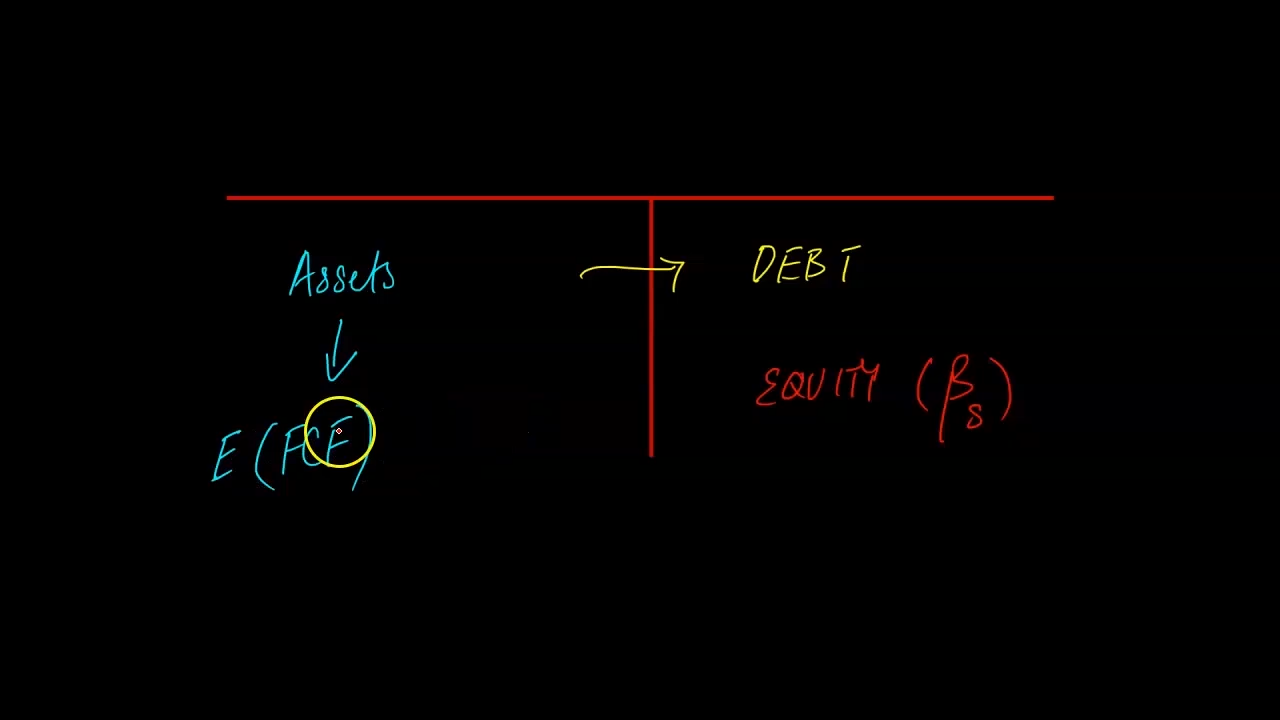 Assets → DEBT
↓
EQUITY (βs)
E (FCF)